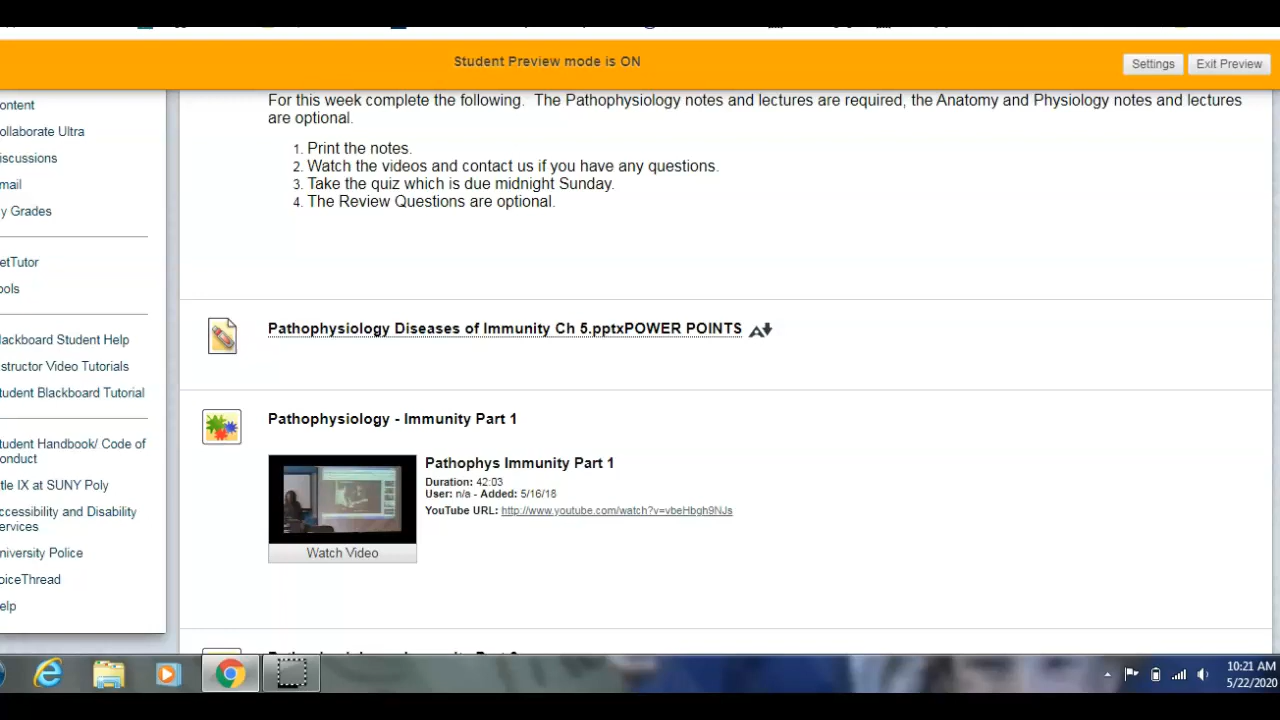 Student Preview mode is ON
Settings
Exit Preview
ontent
ollaborate Ultra
iscussions
mail
y Grades
etTutor
ools
lackboard Student Help
structor Video Tutorials
tudent Blackboard Tutorial
tudent Handbook/ Code of
onduct
tle IX at SUNY Poly
ccessibility and Disability
ervices
niversity Police
oiceThread
elp
For this week complete the following. The Pathophysiology notes and lectures are required, the Anatomy and Physiology notes and lectures
are optional.
1. Print the notes.
2. Watch the videos and contact us if you have any questions.
3. Take the quiz which is due midnight Sunday.
4. The Review Questions are optional.
Pathophysiology Diseases of Immunity Ch 5.pptxPOWER POINTS
Pathophysiology - Immunity Part 1
Pathophys Immunity Part 1
Duration: 42:03
User: n/a - Added: 5/16/18
YouTube URL: http://www.youtube.com/watch?v=vbeHbgh9NJs
Watch Video
10:21 AM
5/22/2020